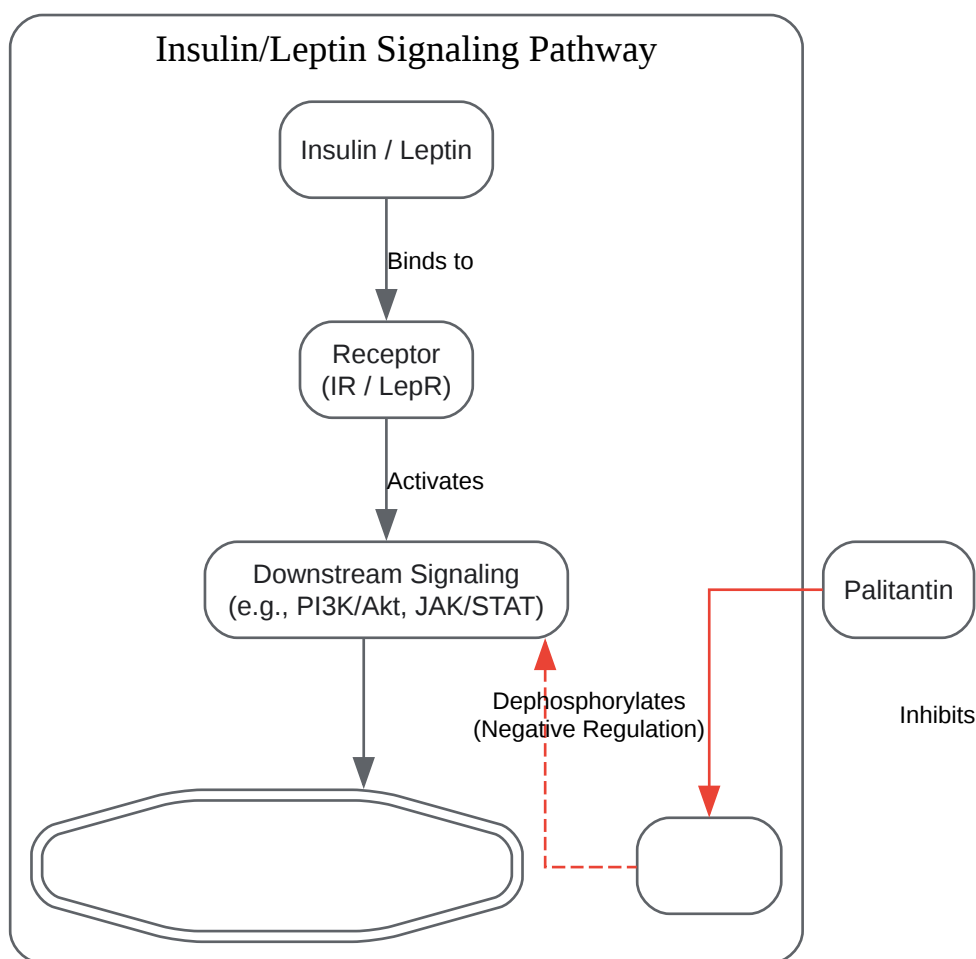 Insulin/Leptin Signaling Pathway
Insulin / Leptin
Binds to
Receptor
(IR / LepR)
Activates
Downstream Signaling
(e.g., PI3K/Akt, JAK/STAT)
Palitantin
Dephosphorylates
(Negative Regulation)
Inhibits